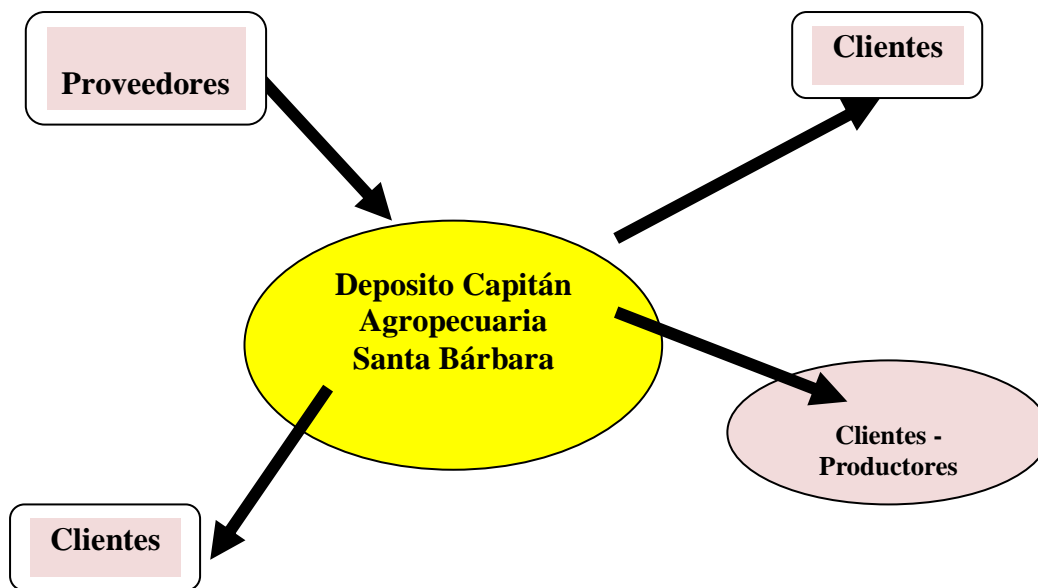 Proveedores
Clientes
Deposito Capitán
Agropecuaria
Santa Bárbara
Clientes -
Productores
Clientes